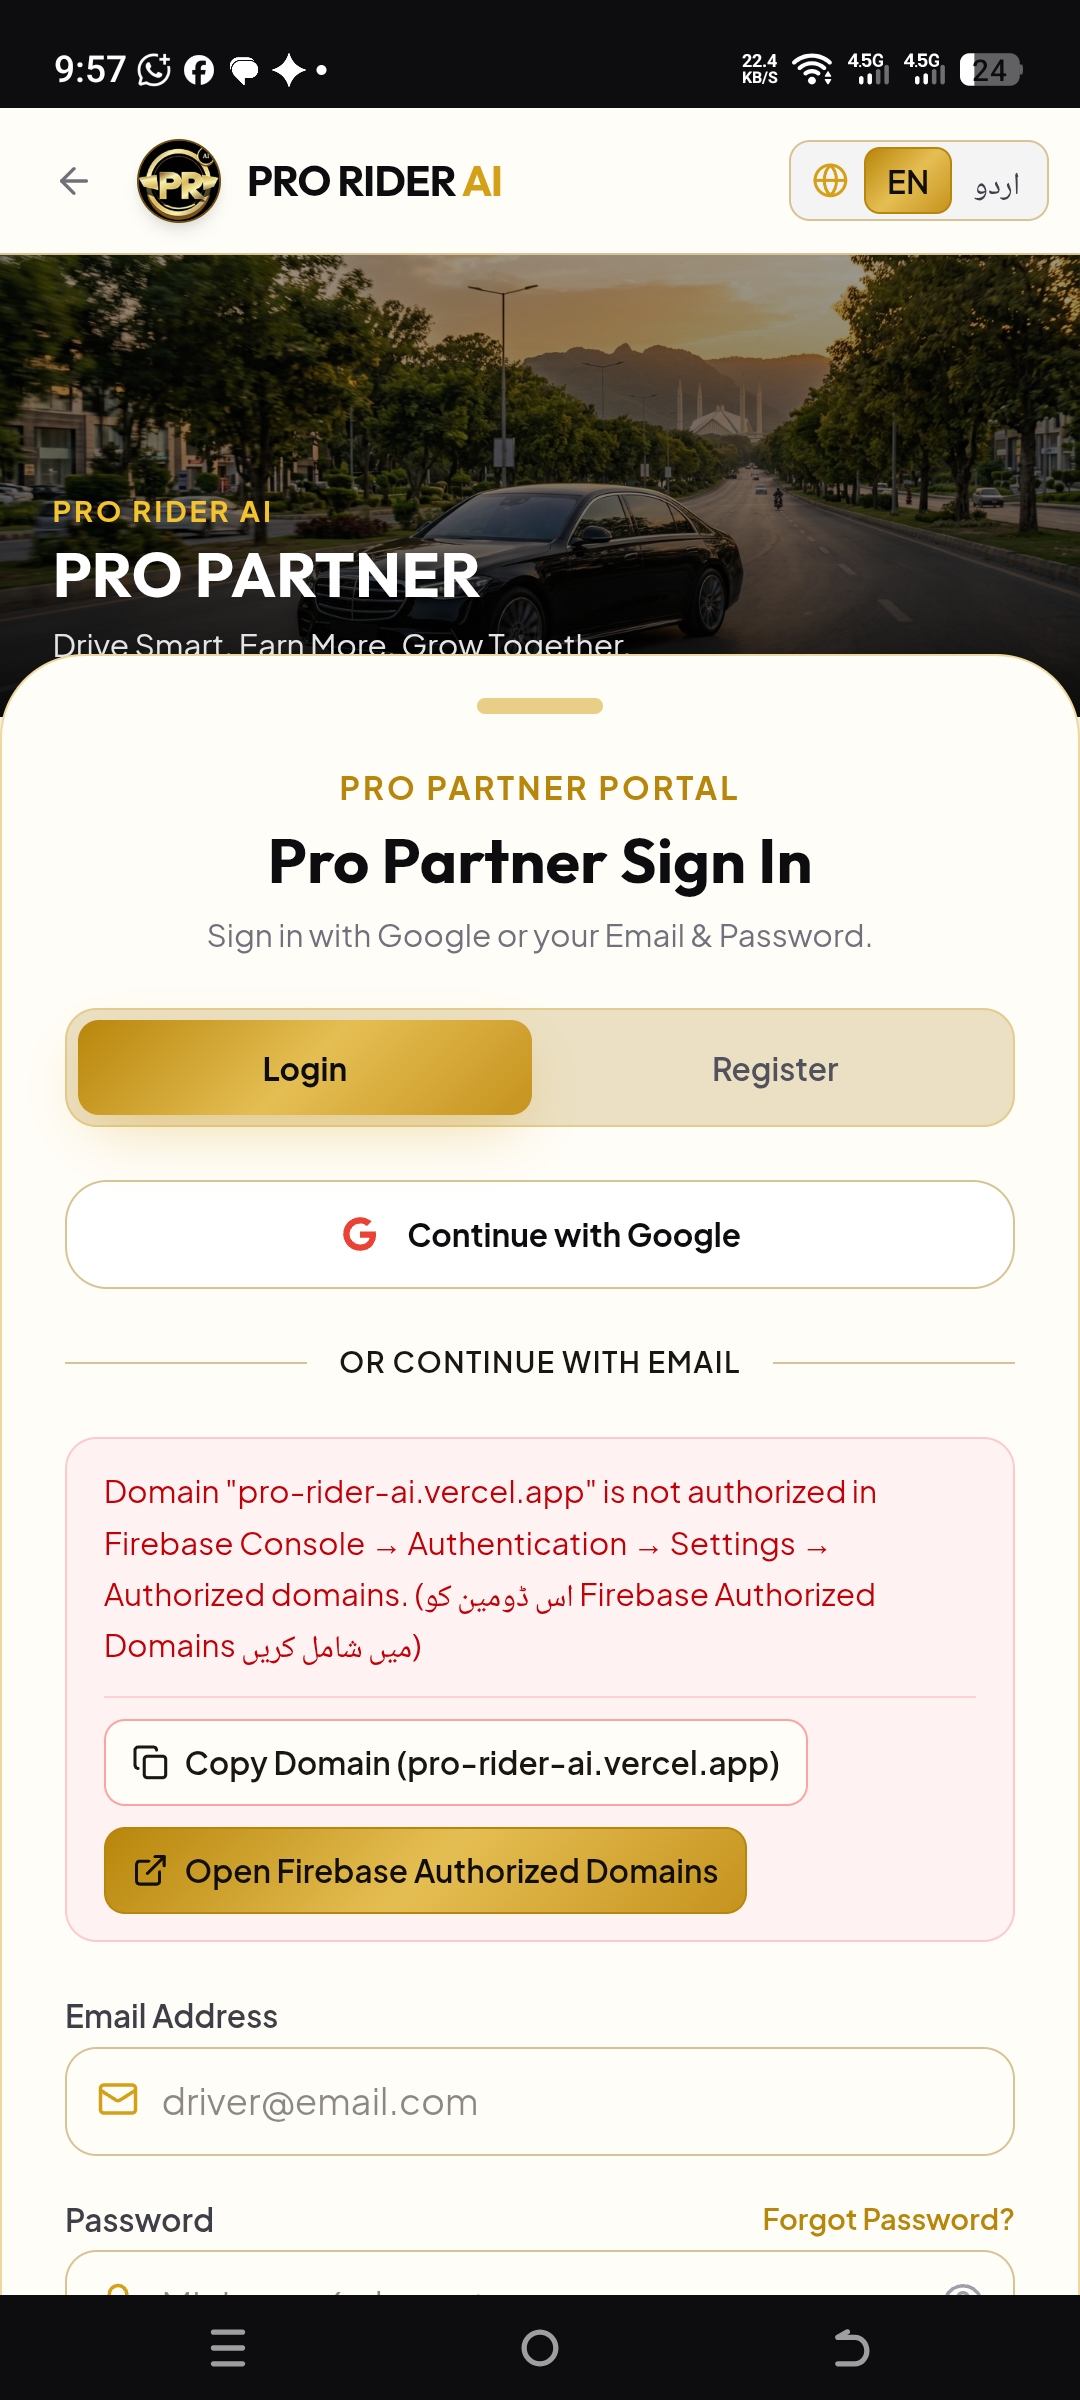 9:57
22.4
KB/S
4.5G
4.5G
24
PR
AI
PRO RIDER AI
EN
اردو
PRO RIDER AI
PRO PARTNER
Drive Smart. Earn More. Grow Together.
PRO PARTNER PORTAL
Pro Partner Sign In
Sign in with Google or your Email & Password.
Login
Register
Continue with Google
OR CONTINUE WITH EMAIL
Domain "pro-rider-ai.vercel.app" is not authorized in
Firebase Console → Authentication → Settings →
Authorized domains. (اس ڈومین کو Firebase Authorized
Domains میں شامل کریں)
Copy Domain (pro-rider-ai.vercel.app)
Open Firebase Authorized Domains
Email Address
driver@email.com
Password
Forgot Password?